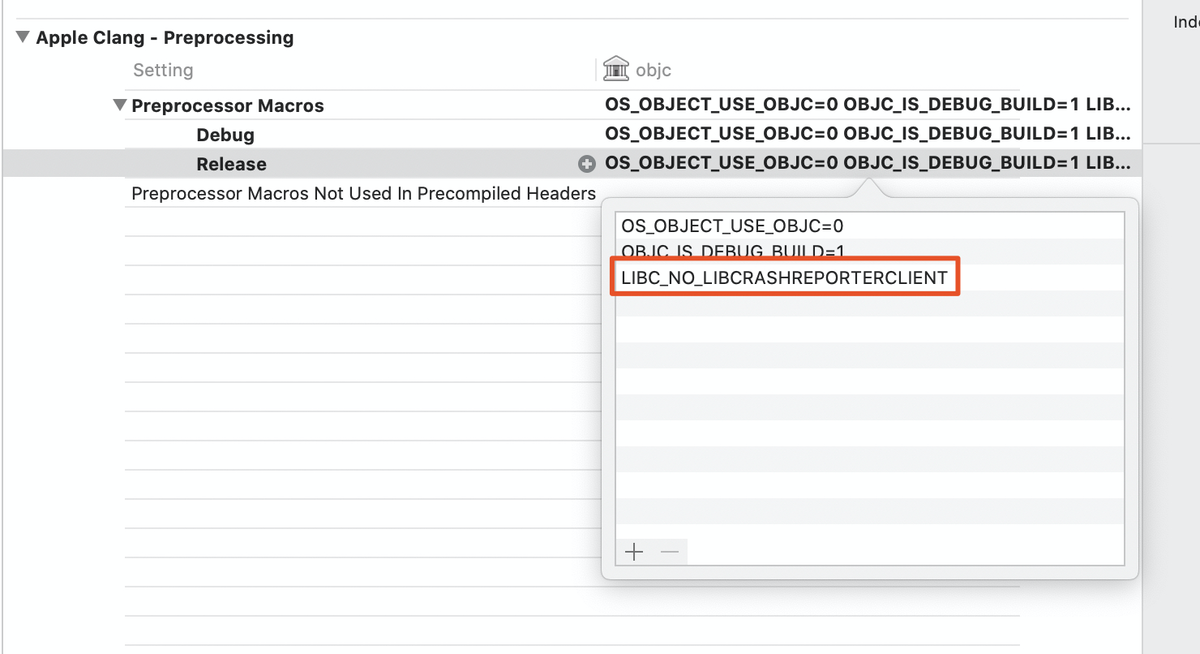 Inde
Apple Clang - Preprocessing
Setting objc
Preprocessor Macros OS_OBJECT_USE_OBJC=0 OBJC_IS_DEBUG_BUILD=1 LIB...
Debug OS_OBJECT_USE_OBJC=0 OBJC_IS_DEBUG_BUILD=1 LIB...
Release OS_OBJECT_USE_OBJC=0 OBJC_IS_DEBUG_BUILD=1 LIB...
Preprocessor Macros Not Used In Precompiled Headers
OS_OBJECT_USE_OBJC=0
OBJC_IS_DEBUG_BUILD=1
LIBC_NO_LIBCRASHREPORTERCLIENT